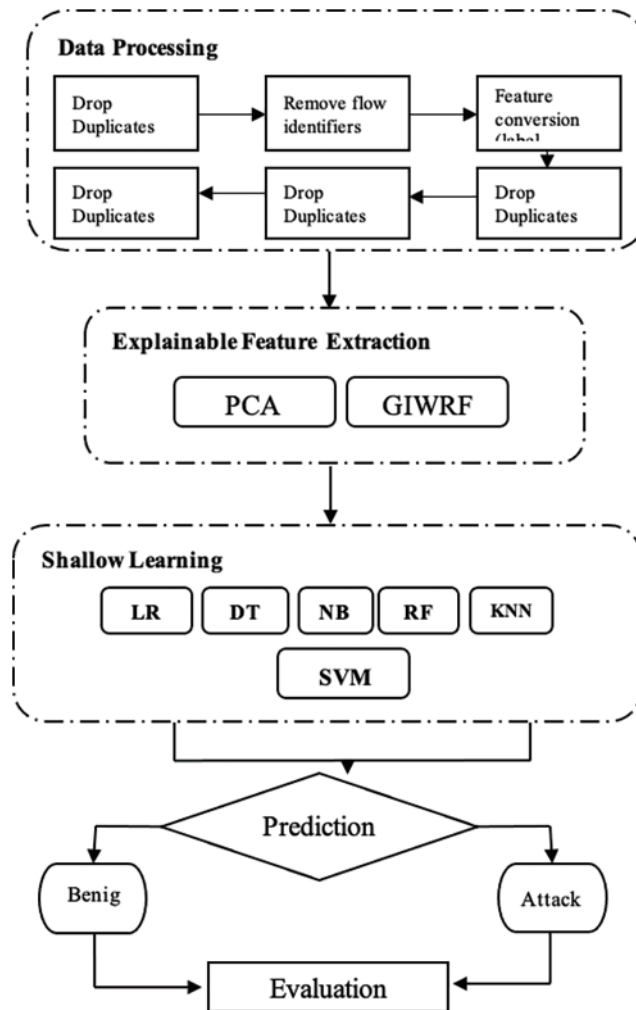 Data Processing
Drop
Duplicates
Remove flow
identifiers
Feature
conversion
(label
Drop
Duplicates
Drop
Duplicates
Drop
Duplicates
Explainable Feature Extraction
PCA
GIWRF
Shallow Learning
LR
DT
NB
RF
KNN
SVM
Prediction
Benig
Attack
Evaluation